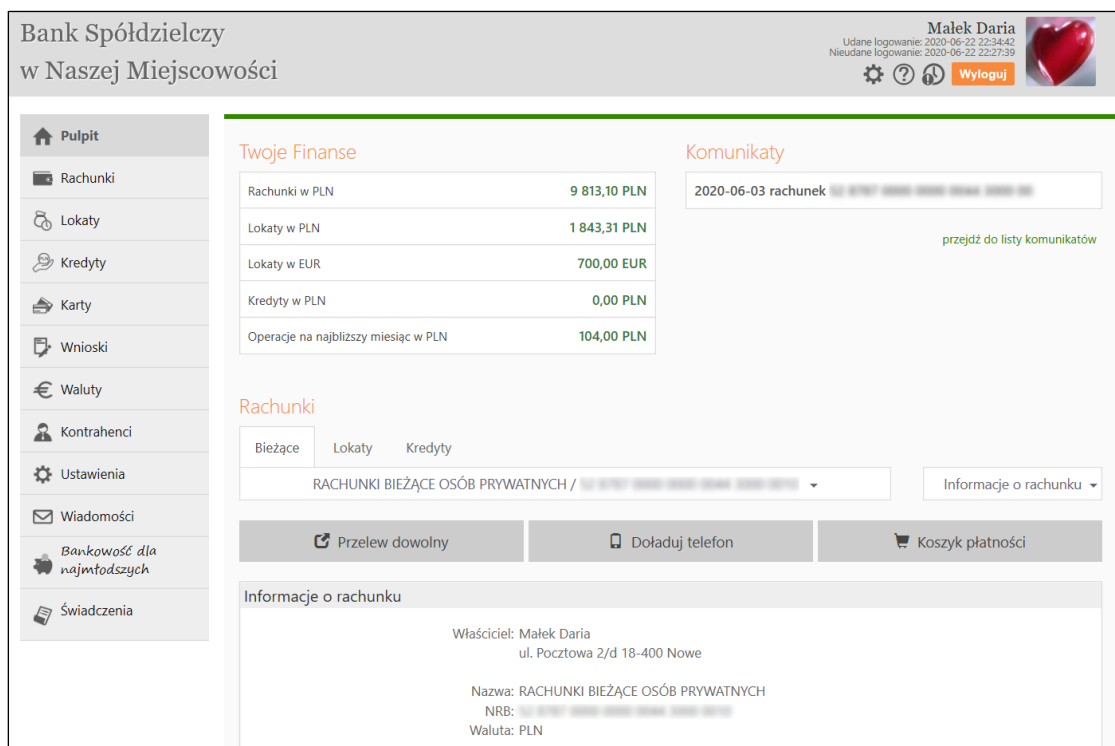 Bank Spółdzielczy
w Naszej Miejscowości
Małek Daria
Udane logowanie: 2020-06-22 22:34:42
Nieudane logowanie: 2020-06-22 22:27:39
Wyloguj
Pulpit
Rachunki
Lokaty
Kredyty
Karty
Wnioski
Waluty
Kontrahenci
Ustawienia
Wiadomości
Bankowość dla
najmłodszych
Świadczenia
Twoje Finanse
Rachunki w PLN 9 813,10 PLN
Lokaty w PLN 1 843,31 PLN
Lokaty w EUR 700,00 EUR
Kredyty w PLN 0,00 PLN
Operacje na najbliższy miesiąc w PLN 104,00 PLN
Komunikaty
2020-06-03 rachunek
przejdź do listy komunikatów
Rachunki
Bieżące Lokaty Kredyty
RACHUNKI BIEŻĄCE OSÓB PRYWATNYCH /
Informacje o rachunku
Przelew dowolny Doładuj telefon Koszyk płatności
Informacje o rachunku
Właściciel: Małek Daria
ul. Pocztowa 2/d 18-400 Nowe
Nazwa: RACHUNKI BIEŻĄCE OSÓB PRYWATNYCH
NRB:
Waluta: PLN